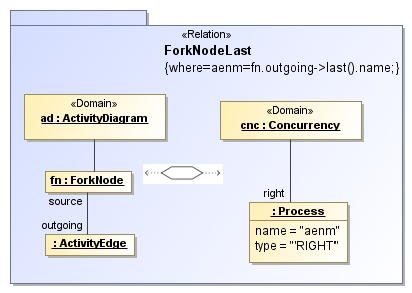 «Relation»
ForkNodeLast
{where=aenm=fn.outgoing->last().name;}
«Domain»
ad : ActivityDiagram
«Domain»
cnc : Concurrency
fn : ForkNode
source
outgoing
: ActivityEdge
right
: Process
name = "aenm"
type = "'RIGHT'"